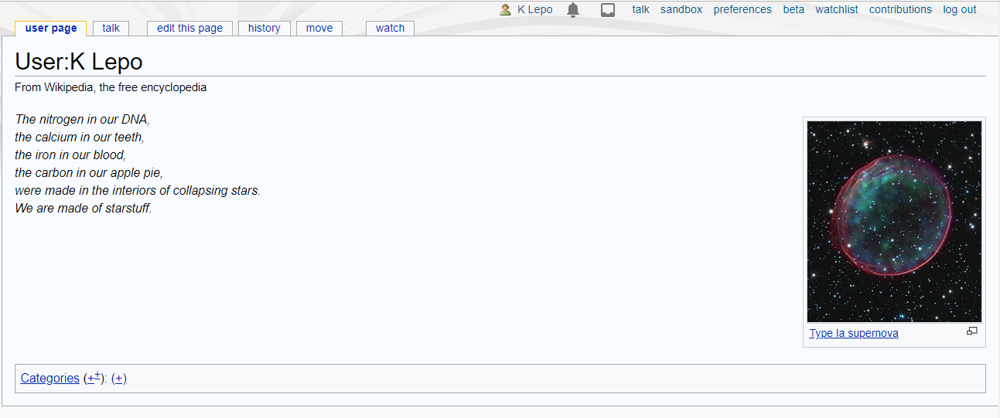 K Lepo talk sandbox preferences beta watchlist contributions log out
user page talk edit this page history move watch
User:K Lepo
From Wikipedia, the free encyclopedia
The nitrogen in our DNA,
the calcium in our teeth,
the iron in our blood,
the carbon in our apple pie,
were made in the interiors of collapsing stars.
We are made of starstuff.
Type Ia supernova
Categories (+±): (+)